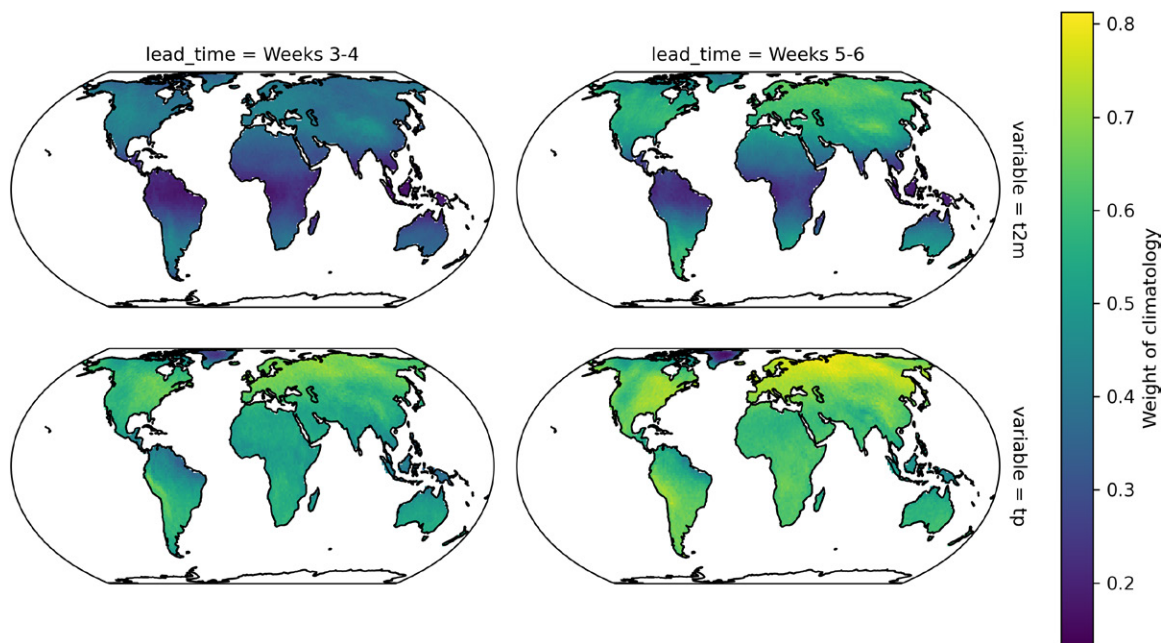 lead_time = Weeks 3-4
lead_time = Weeks 5-6
variable = t2m
variable = tp
0.8
0.7
0.6
0.5
0.4
0.3
0.2
Weight of climatology